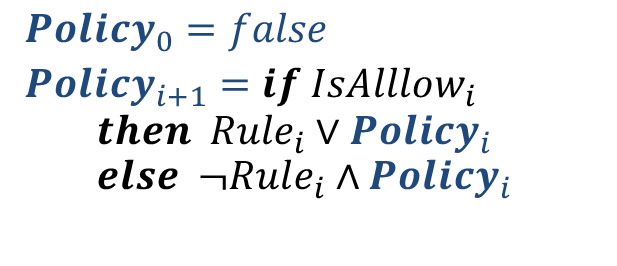 Policy₀ = false
Policyᵢ₊₁ = if IsAlllowᵢ
then Ruleᵢ ∨ Policyᵢ
else ¬Ruleᵢ ∧ Policyᵢ